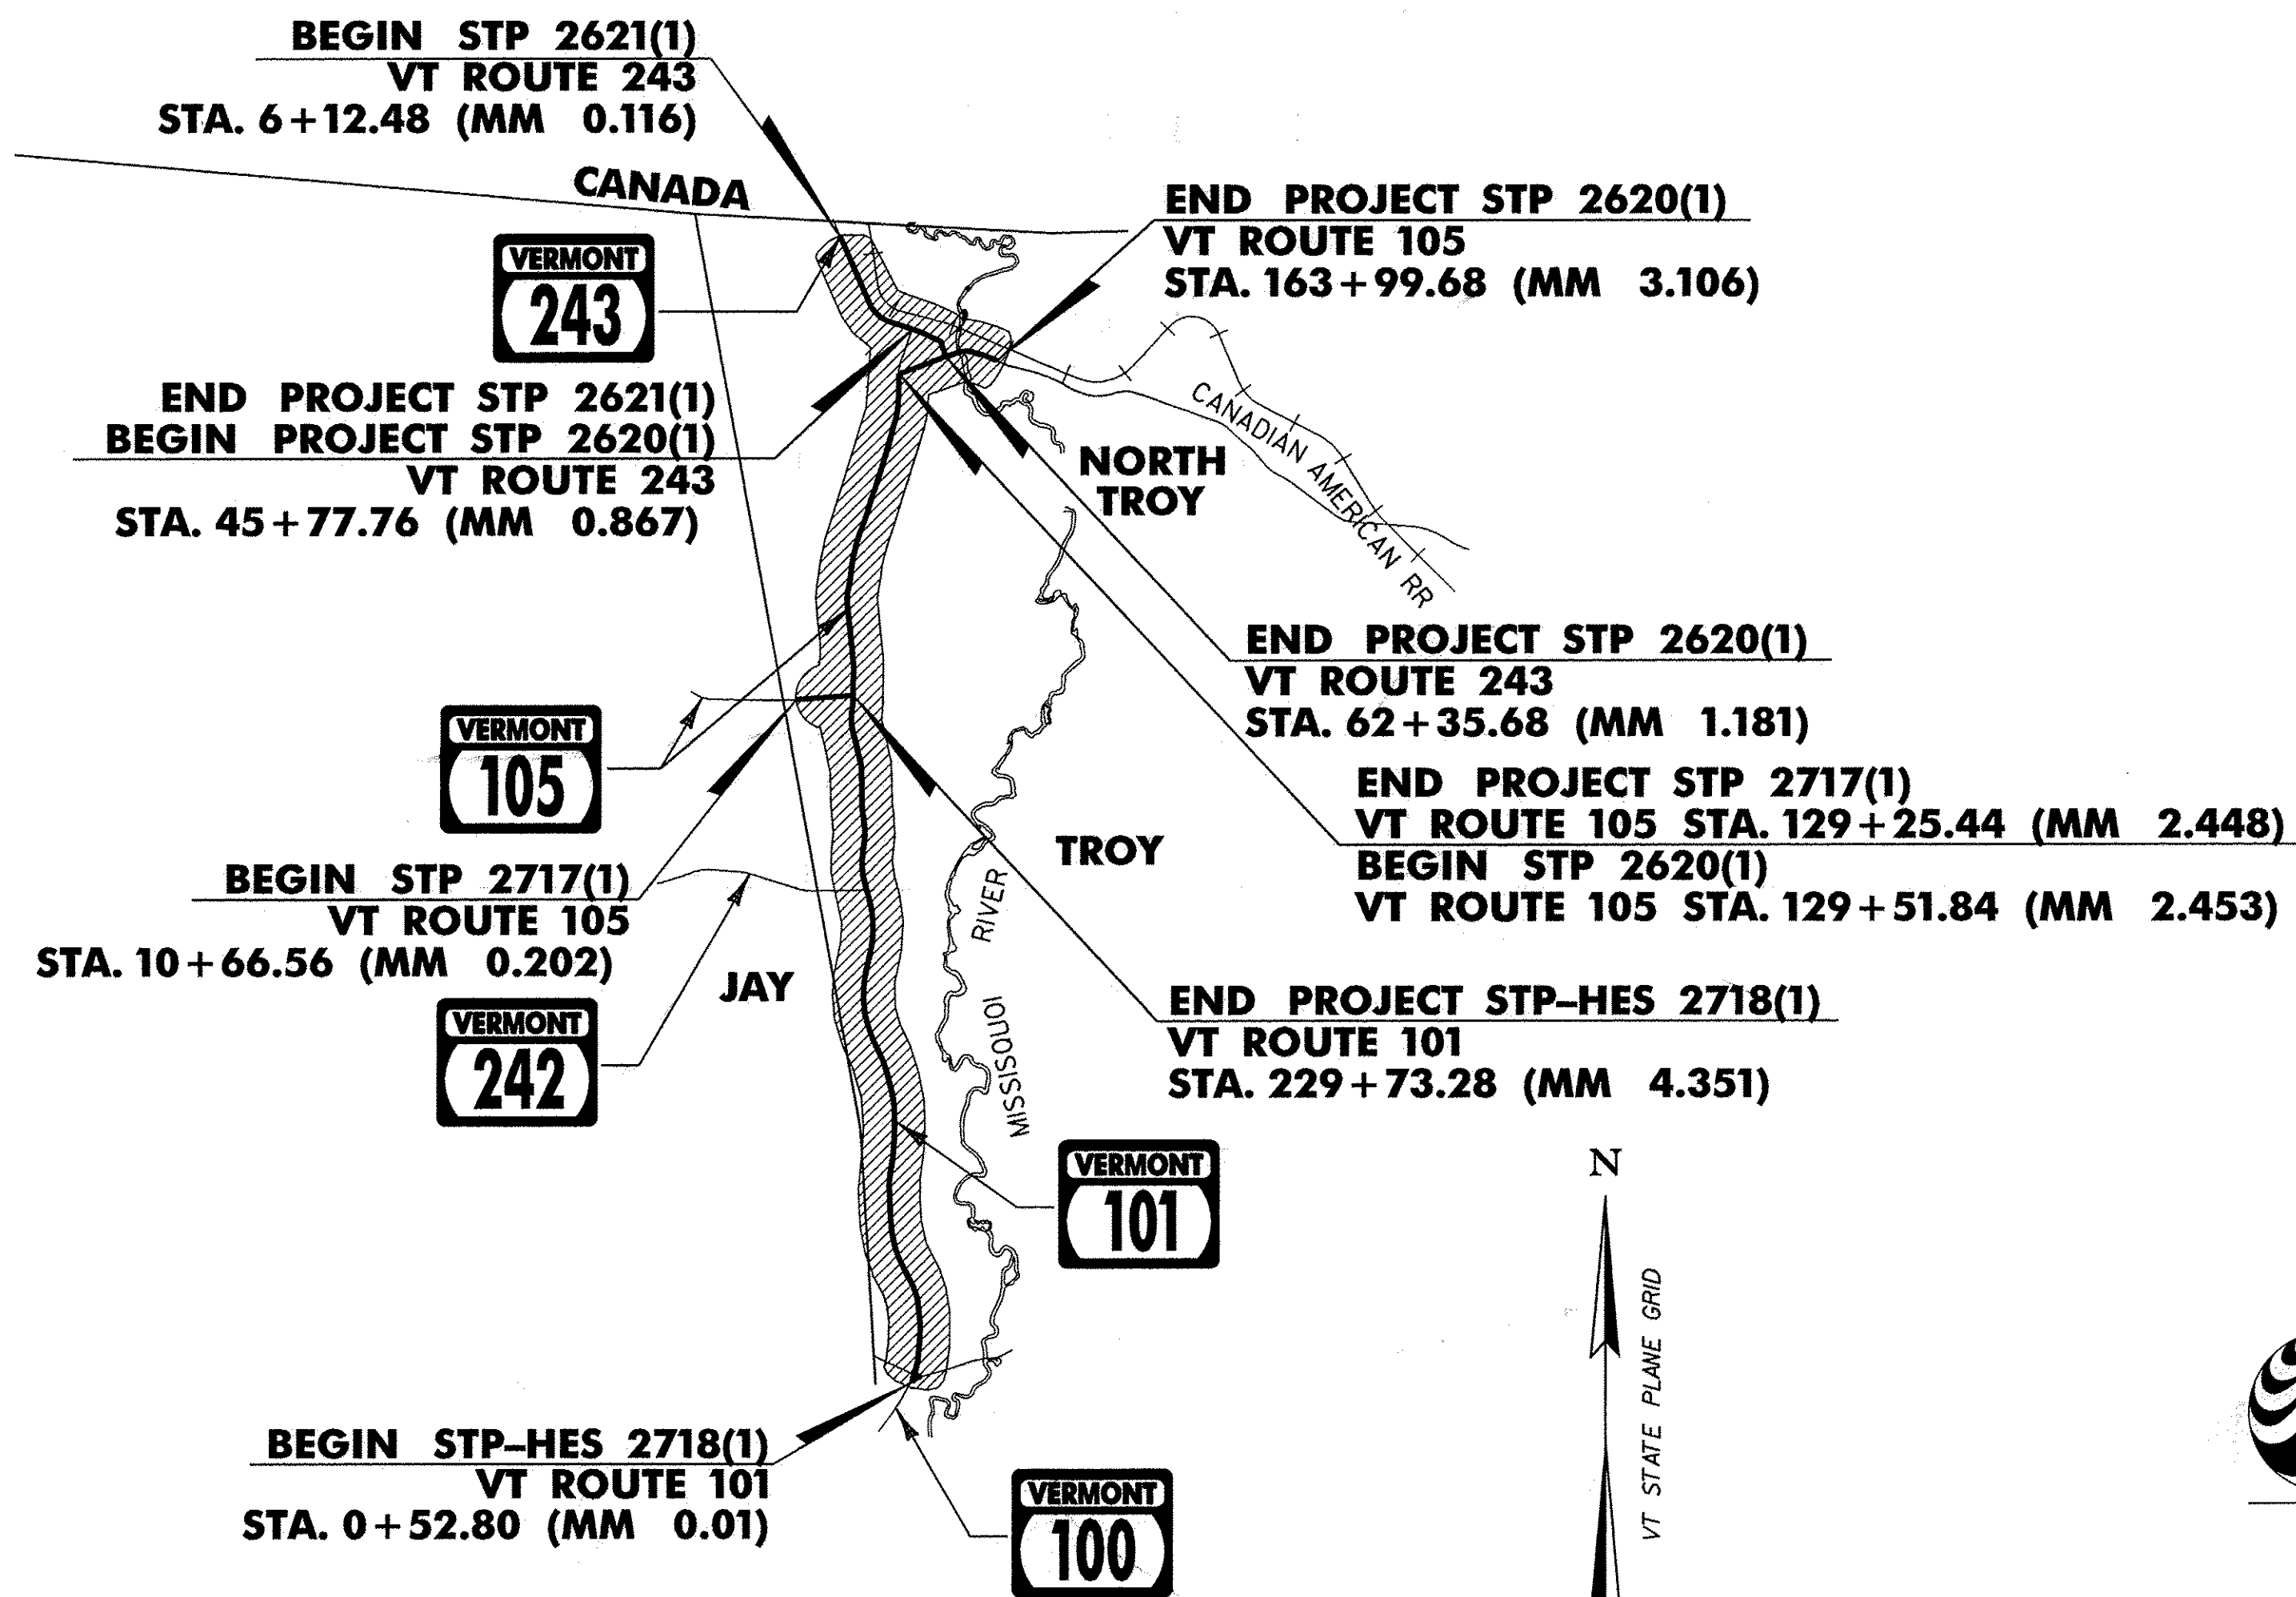 BEGIN STP 2621(1)
VT ROUTE 243
STA. 6+12.48 (MM 0.116)
CANADA
END PROJECT STP 2620(1)
VT ROUTE 105
STA. 163+99.68 (MM 3.106)
VERMONT
243
END PROJECT STP 2621(1)
BEGIN PROJECT STP 2620(1)
VT ROUTE 243
STA. 45+77.76 (MM 0.867)
CANADIAN AMERICAN RR
NORTH
TROY
END PROJECT STP 2620(1)
VT ROUTE 243
STA. 62+35.68 (MM 1.181)
VERMONT
105
END PROJECT STP 2717(1)
VT ROUTE 105 STA. 129+25.44 (MM 2.448)
BEGIN STP 2620(1)
VT ROUTE 105 STA. 129+51.84 (MM 2.453)
TROY
BEGIN STP 2717(1)
VT ROUTE 105
STA. 10+66.56 (MM 0.202)
JAY
MISSISQUOI RIVER
VERMONT
242
END PROJECT STP-HES 2718(1)
VT ROUTE 101
STA. 229+73.28 (MM 4.351)
VERMONT
101
N
VT STATE PLANE GRID
BEGIN STP-HES 2718(1)
VT ROUTE 101
STA. 0+52.80 (MM 0.01)
VERMONT
100